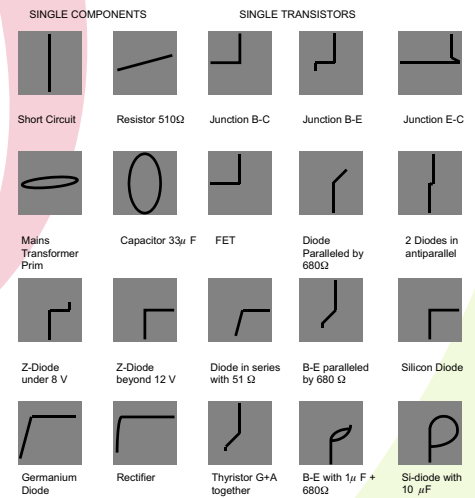 SINGLE COMPONENTS
SINGLE TRANSISTORS
Short Circuit
Resistor 510Ω
Junction B-C
Junction B-E
Junction E-C
Mains
Transformer
Prim
Capacitor 33μ F
FET
Diode
Paralleled by
680Ω
2 Diodes in
antiparallel
Z-Diode
under 8 V
Z-Diode
beyond 12 V
Diode in series
with 51 Ω
B-E paralleled
by 680 Ω
Silicon Diode
Germanium
Diode
Rectifier
Thyristor G+A
together
B-E with 1μ F +
680Ω
Si-diode with
10 μF